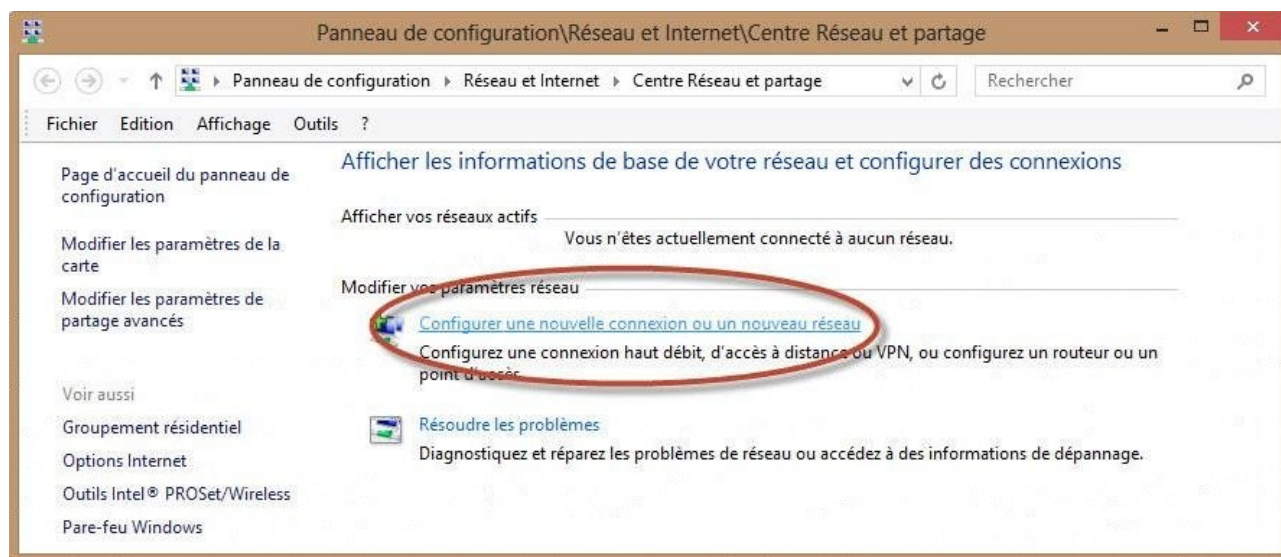 Panneau de configuration\Réseau et Internet\Centre Réseau et partage
Panneau de configuration Réseau et Internet Centre Réseau et partage Rechercher
Fichier Edition Affichage Outils ?
Page d'accueil du panneau de
configuration
Modifier les paramètres de la
carte
Modifier les paramètres de
partage avancés
Voir aussi
Groupement résidentiel
Options Internet
Outils Intel® PROSet/Wireless
Pare-feu Windows
Afficher les informations de base de votre réseau et configurer des connexions
Afficher vos réseaux actifs
Vous n'êtes actuellement connecté à aucun réseau.
Modifier vos paramètres réseau
Configurer une nouvelle connexion ou un nouveau réseau
Configurez une connexion haut débit, d'accès à distance ou VPN, ou configurez un routeur ou un
point d'accès.
Résoudre les problèmes
Diagnostiquez et réparez les problèmes de réseau ou accédez à des informations de dépannage.